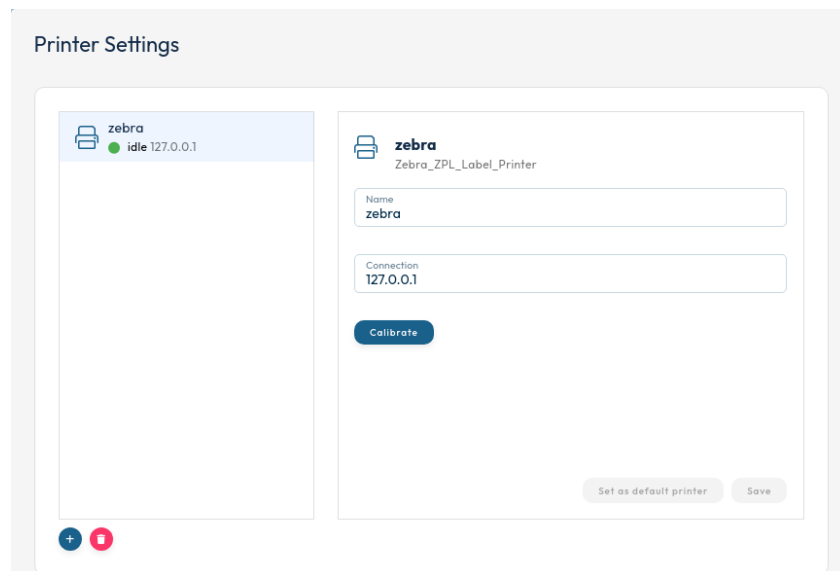 Printer Settings
zebra
idle 127.0.0.1
zebra
Zebra_ZPL_Label_Printer
Name
zebra
Connection
127.0.0.1
Calibrate
Set as default printer
Save